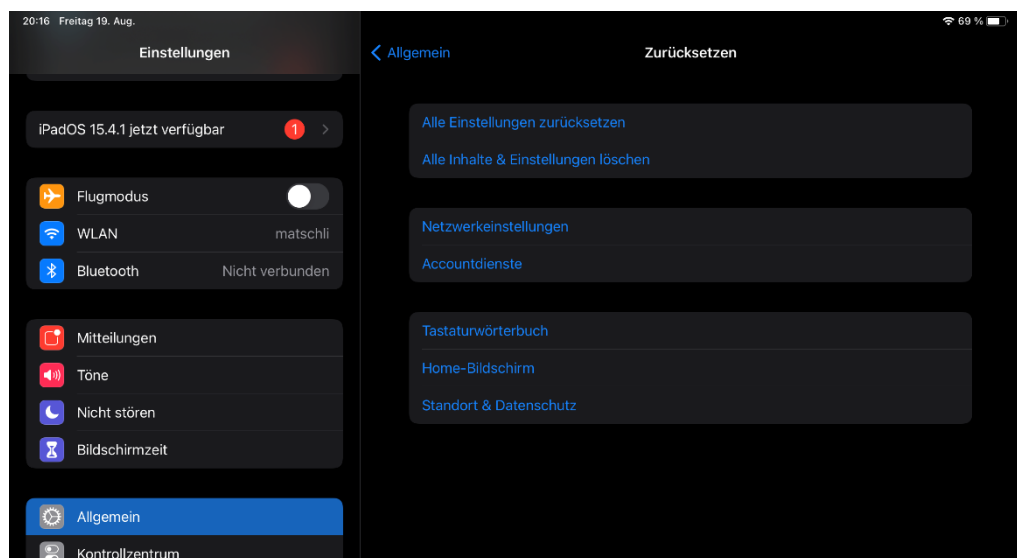 20:16 Freitag 19. Aug.
69 %
Einstellungen
iPadOS 15.4.1 jetzt verfügbar
1
Flugmodus
WLAN
matschli
Bluetooth
Nicht verbunden
Mitteilungen
Töne
Nicht stören
Bildschirmzeit
Allgemein
Kontrollzentrum
Allgemein
Zurücksetzen
Alle Einstellungen zurücksetzen
Alle Inhalte & Einstellungen löschen
Netzwerkeinstellungen
Accountdienste
Tastaturwörterbuch
Home-Bildschirm
Standort & Datenschutz